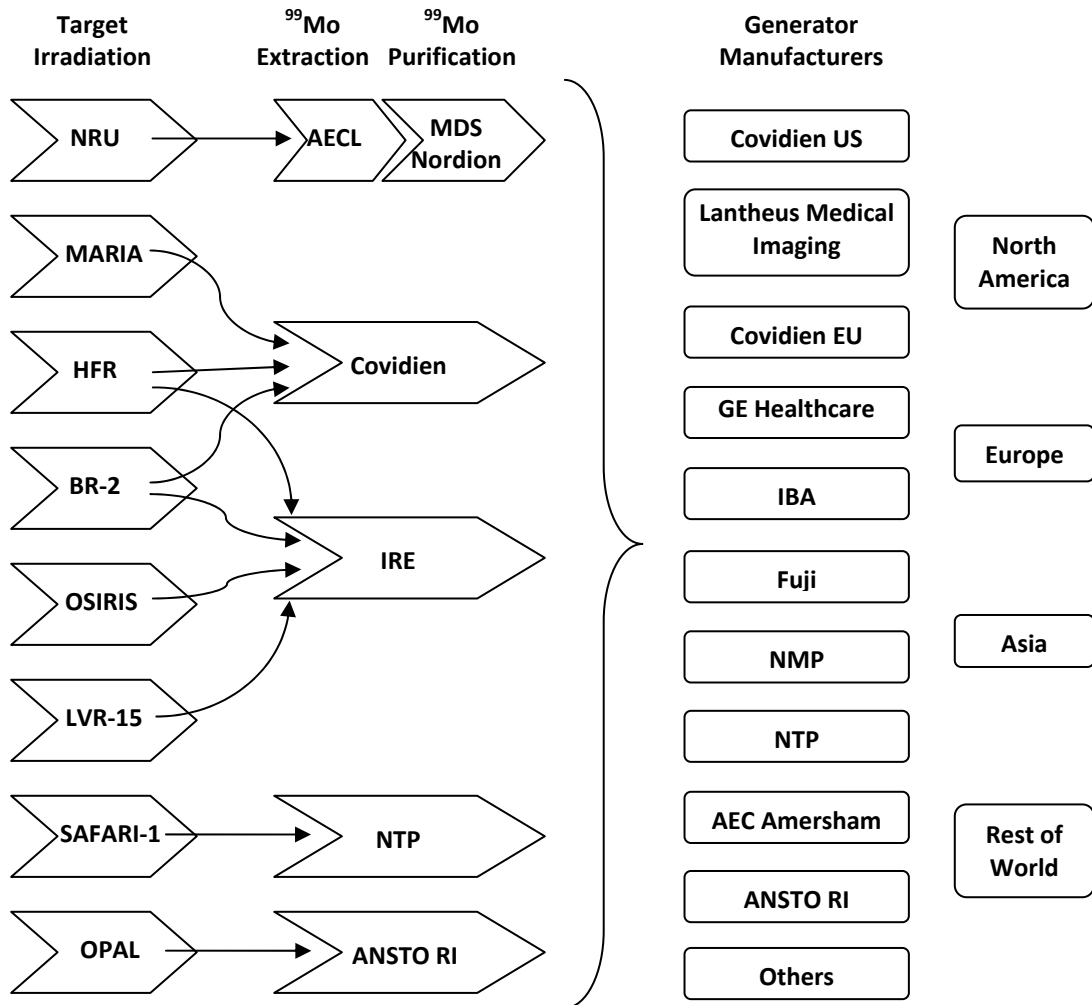 Target
Irradiation
⁹⁹Mo
Extraction
⁹⁹Mo
Purification
Generator
Manufacturers
NRU
AECL
MDS
Nordion
MARIA
HFR
BR-2
OSIRIS
LVR-15
SAFARI-1
OPAL
Covidien
IRE
NTP
ANSTO RI
Covidien US
Lantheus Medical
Imaging
Covidien EU
GE Healthcare
IBA
Fuji
NMP
NTP
AEC Amersham
ANSTO RI
Others
North
America
Europe
Asia
Rest of
World